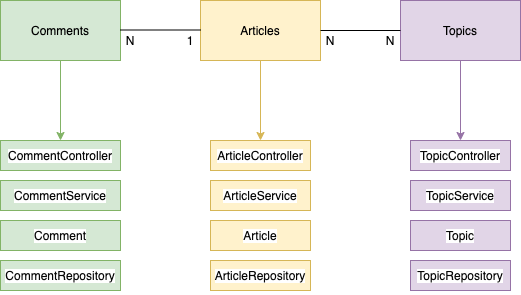 Comments
Articles
Topics
N
1
N
N
CommentController
ArticleController
TopicController
CommentService
ArticleService
TopicService
Comment
Article
Topic
CommentRepository
ArticleRepository
TopicRepository